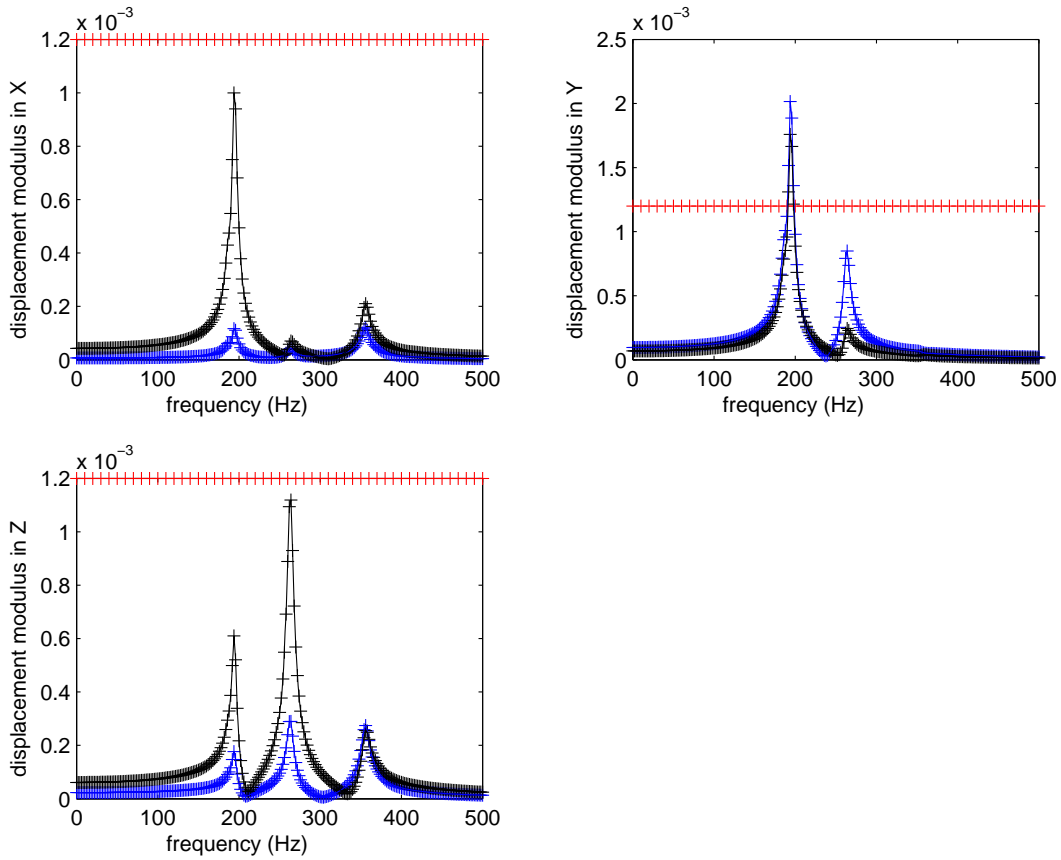 x 10⁻³
1.2
1
0.8
0.6
0.4
0.2
0
0 100 200 300 400 500
displacement modulus in X
frequency (Hz)
x 10⁻³
2.5
2
1.5
1
0.5
0
0 100 200 300 400 500
displacement modulus in Y
frequency (Hz)
x 10⁻³
1.2
1
0.8
0.6
0.4
0.2
0
0 100 200 300 400 500
displacement modulus in Z
frequency (Hz)